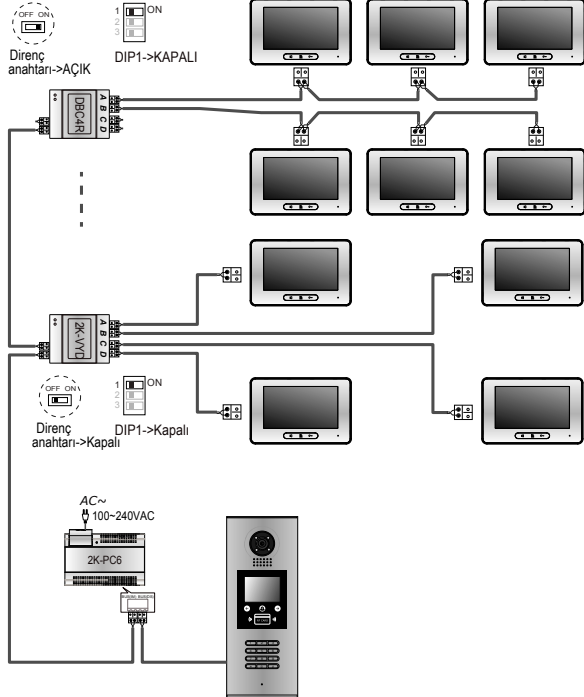 OFF ON
1 ON
2
3
Direnç
anahtarı->AÇIK
DIP1->KAPALI
DBC4R
A
B
C
D
2K-VYD
A
B
C
D
OFF ON
1 ON
2
3
Direnç
anahtarı->Kapalı
DIP1->Kapalı
AC~
100~240VAC
2K-PC6